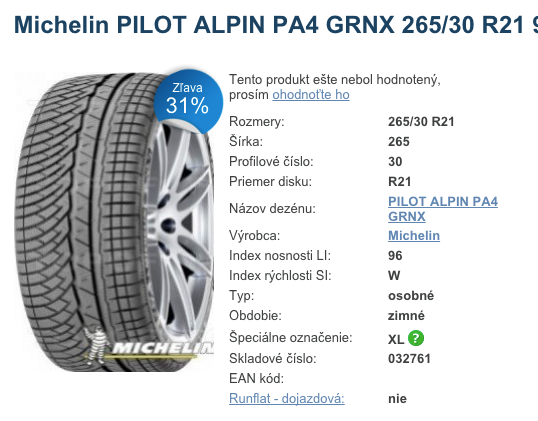 Michelin PILOT ALPIN PA4 GRNX 265/30 R21 9
Zľava
31%
MICHELIN
Tento produkt ešte nebol hodnotený,
prosím ohodnoťte ho
Rozmery: 265/30 R21
Šírka: 265
Profilové číslo: 30
Priemer disku: R21
Názov dezénu: PILOT ALPIN PA4
GRNX
Výrobca: Michelin
Index nosnosti LI: 96
Index rýchlosti SI: W
Typ: osobné
Obdobie: zimné
Špeciálne označenie: XL ?
Skladové číslo: 032761
EAN kód:
Runflat - dojazdová: nie